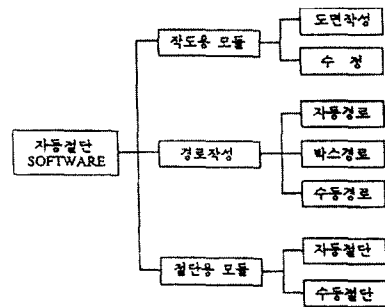 자동절단
SOFTWARE
작도용 모듈
도면작성
수 정
경로작성
자동경로
박스경로
수동경로
절단용 모듈
자동절단
수동절단